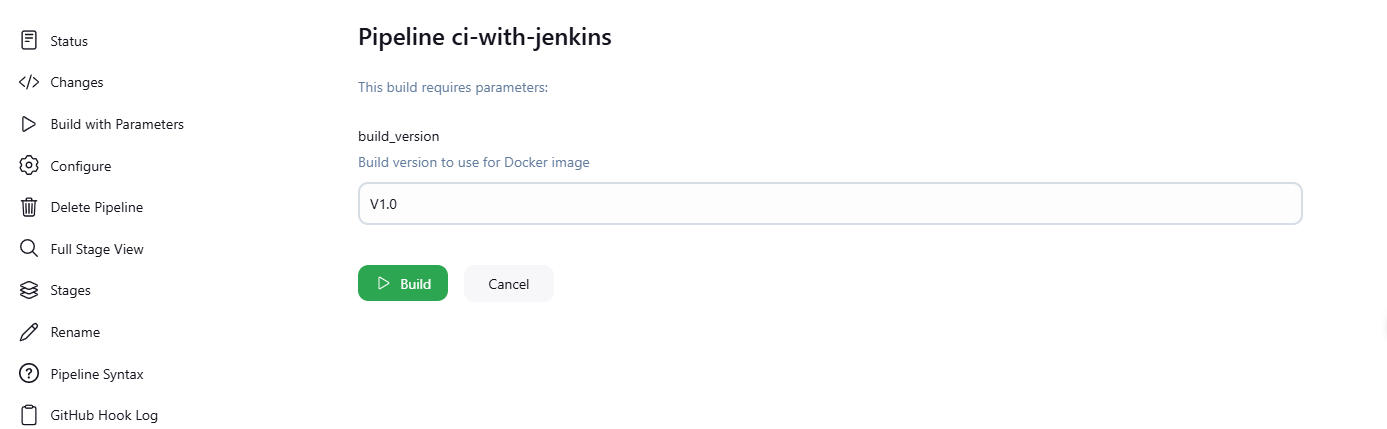 Status
Changes
Build with Parameters
Configure
Delete Pipeline
Full Stage View
Stages
Rename
Pipeline Syntax
GitHub Hook Log
Pipeline ci-with-jenkins
This build requires parameters:
build_version
Build version to use for Docker image
V1.0
Build
Cancel